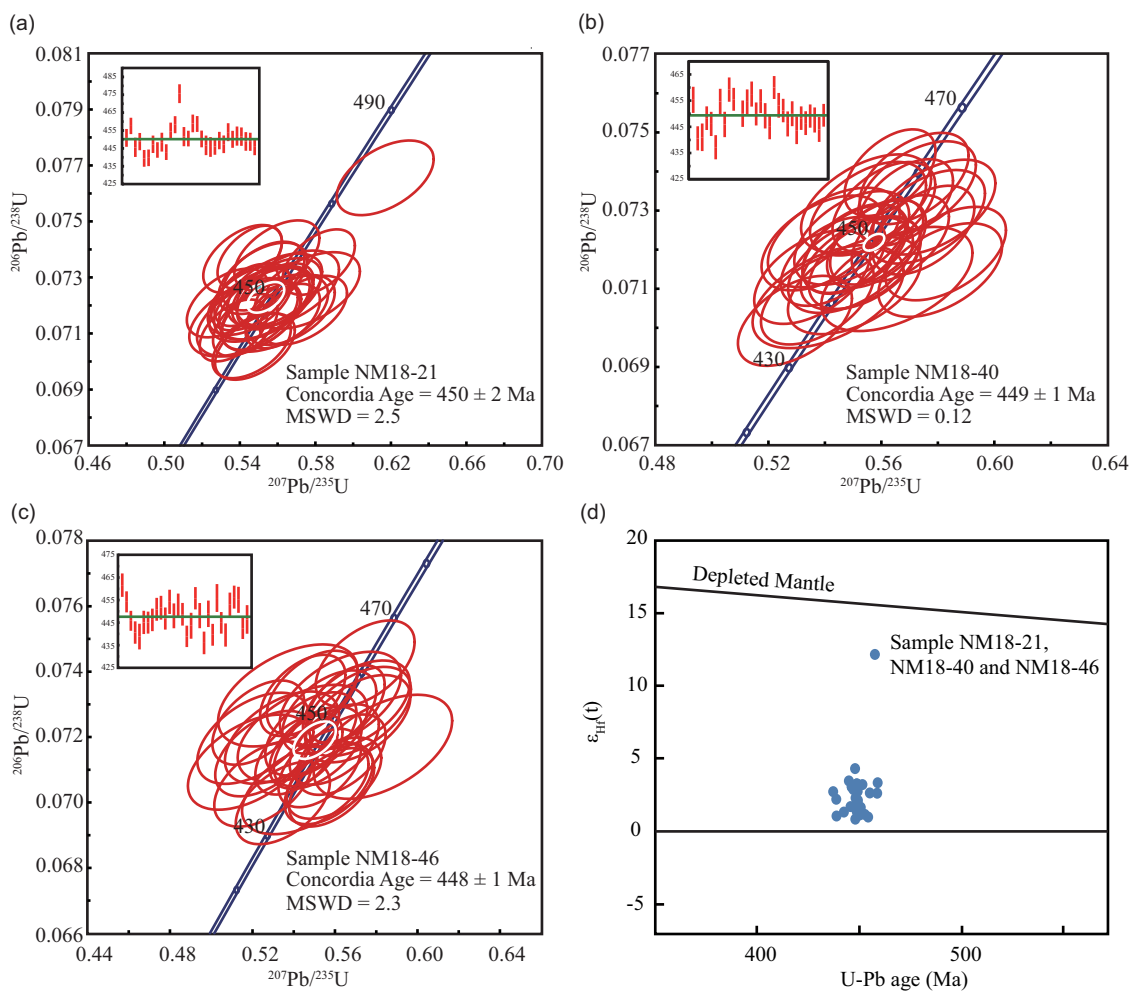 (a)
0.081
0.079
0.077
0.075
0.073
0.071
0.069
0.067
²⁰⁶Pb/²³⁸U
485
475
465
455
445
435
425
490
450
Sample NM18-21
Concordia Age = 450 ± 2 Ma
MSWD = 2.5
0.46 0.50 0.54 0.58 0.62 0.66 0.70
²⁰⁷Pb/²³⁵U
(b)
0.077
0.075
0.073
0.071
0.069
0.067
²⁰⁶Pb/²³⁸U
465
455
445
435
425
470
450
430
Sample NM18-40
Concordia Age = 449 ± 1 Ma
MSWD = 0.12
0.48 0.52 0.56 0.60 0.64
²⁰⁷Pb/²³⁵U
(c)
0.078
0.076
0.074
0.072
0.070
0.068
0.066
²⁰⁶Pb/²³⁸U
475
465
455
445
435
425
470
450
430
Sample NM18-46
Concordia Age = 448 ± 1 Ma
MSWD = 2.3
0.44 0.48 0.52 0.56 0.60 0.64
²⁰⁷Pb/²³⁵U
(d)
20
15
10
5
0
-5
εHf(t)
Depleted Mantle
Sample NM18-21,
NM18-40 and NM18-46
400 500
U-Pb age (Ma)